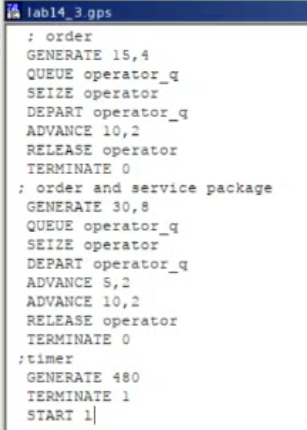 lab14_3.gps
; order
GENERATE 15,4
QUEUE operator_q
SEIZE operator
DEPART operator_q
ADVANCE 10,2
RELEASE operator
TERMINATE 0
; order and service package
GENERATE 30,8
QUEUE operator_q
SEIZE operator
DEPART operator_q
ADVANCE 5,2
ADVANCE 10,2
RELEASE operator
TERMINATE 0
;timer
GENERATE 480
TERMINATE 1
START 1